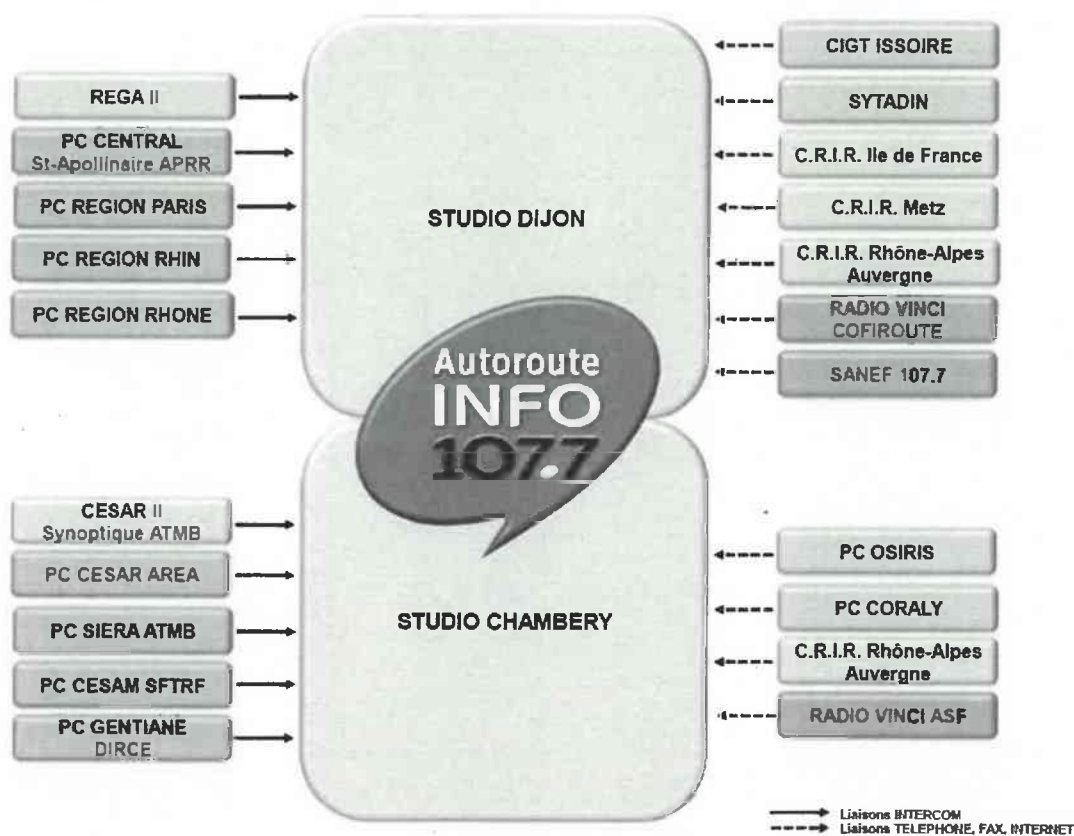 REGA II
PC CENTRAL
St-Apollinaire APRR
PC REGION PARIS
PC REGION RHIN
PC REGION RHONE
STUDIO DIJON
CIGT ISSOIRE
SYTADIN
C.R.I.R. Ile de France
C.R.I.R. Metz
C.R.I.R. Rhône-Alpes
Auvergne
RADIO VINCI
COFIROUTE
SANEF 107.7
Autoroute
INFO
107.7
CESAR II
Synoptique ATMB
PC CESAR AREA
PC SIERA ATMB
PC CESAM SFTRF
PC GENTIANE
DIRCE
STUDIO CHAMBERY
PC OSIRIS
PC CORALY
C.R.I.R. Rhône-Alpes
Auvergne
RADIO VINCI ASF
Liaisons INTERCOM
Liaisons TELEPHONE, FAX, INTERNET